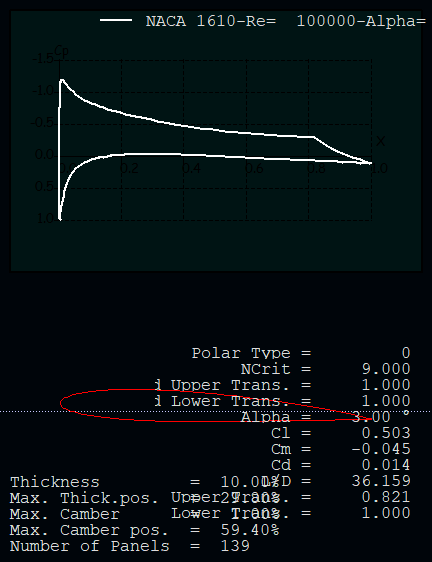 NACA 1610-Re=  100000-Alpha=
Cp
-1.5
-1.0
-0.5
0.0
0.5
1.0
0.2 0.4 0.6 0.8 1.0
X
Polar Type = 0
NCrit = 9.000
Upper Trans. = 1.000
Lower Trans. = 1.000
Alpha = 3.00 °
Cl = 0.503
Cm = -0.045
Cd = 0.014
L/D = 36.159
Upper Trans. = 0.821
Lower Trans. = 1.000
Thickness = 10.00%
Max. Thick.pos. = 29.80%
Max. Camber = 1.00%
Max. Camber pos. = 59.40%
Number of Panels = 139